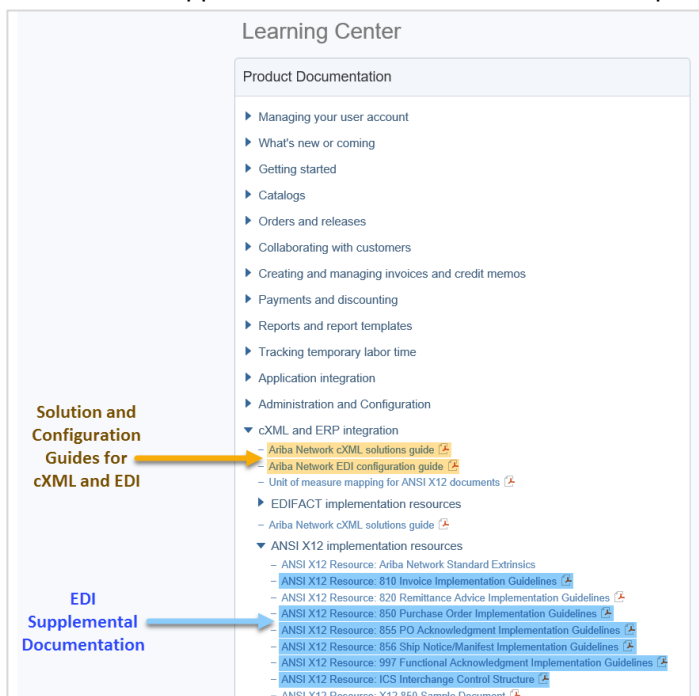 Learning Center
Product Documentation
Managing your user account
What's new or coming
Getting started
Catalogs
Orders and releases
Collaborating with customers
Creating and managing invoices and credit memos
Payments and discounting
Reports and report templates
Tracking temporary labor time
Application integration
Administration and Configuration
cXML and ERP integration
– Ariba Network cXML solutions guide
– Ariba Network EDI configuration guide
– Unit of measure mapping for ANSI X12 documents
EDIFACT implementation resources
– Ariba Network cXML solutions guide
ANSI X12 implementation resources
– ANSI X12 Resource: Ariba Network Standard Extrinsics
– ANSI X12 Resource: 810 Invoice Implementation Guidelines
– ANSI X12 Resource: 820 Remittance Advice Implementation Guidelines
– ANSI X12 Resource: 850 Purchase Order Implementation Guidelines
– ANSI X12 Resource: 855 PO Acknowledgment Implementation Guidelines
– ANSI X12 Resource: 856 Ship Notice/Manifest Implementation Guidelines
– ANSI X12 Resource: 997 Functional Acknowledgment Implementation Guidelines
– ANSI X12 Resource: ICS Interchange Control Structure
– ANSI X12 Resource: X12 850 Sample Document
Solution and
Configuration
Guides for
cXML and EDI
EDI
Supplemental
Documentation